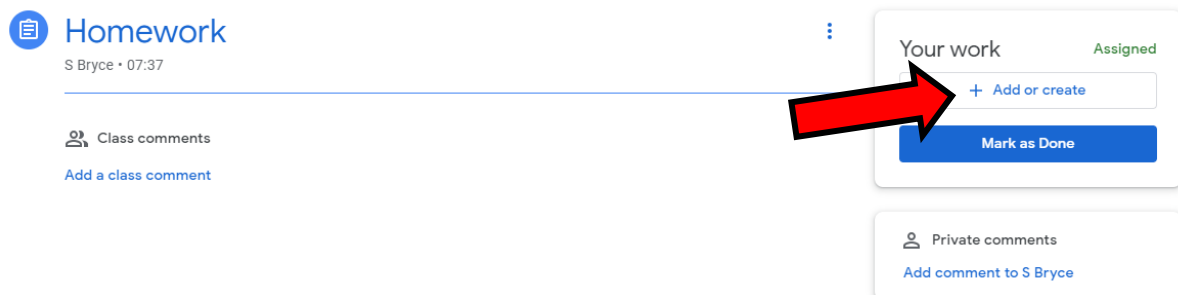 Homework
S Bryce • 07:37
Class comments
Add a class comment
Your work
Assigned
+ Add or create
Mark as Done
Private comments
Add comment to S Bryce